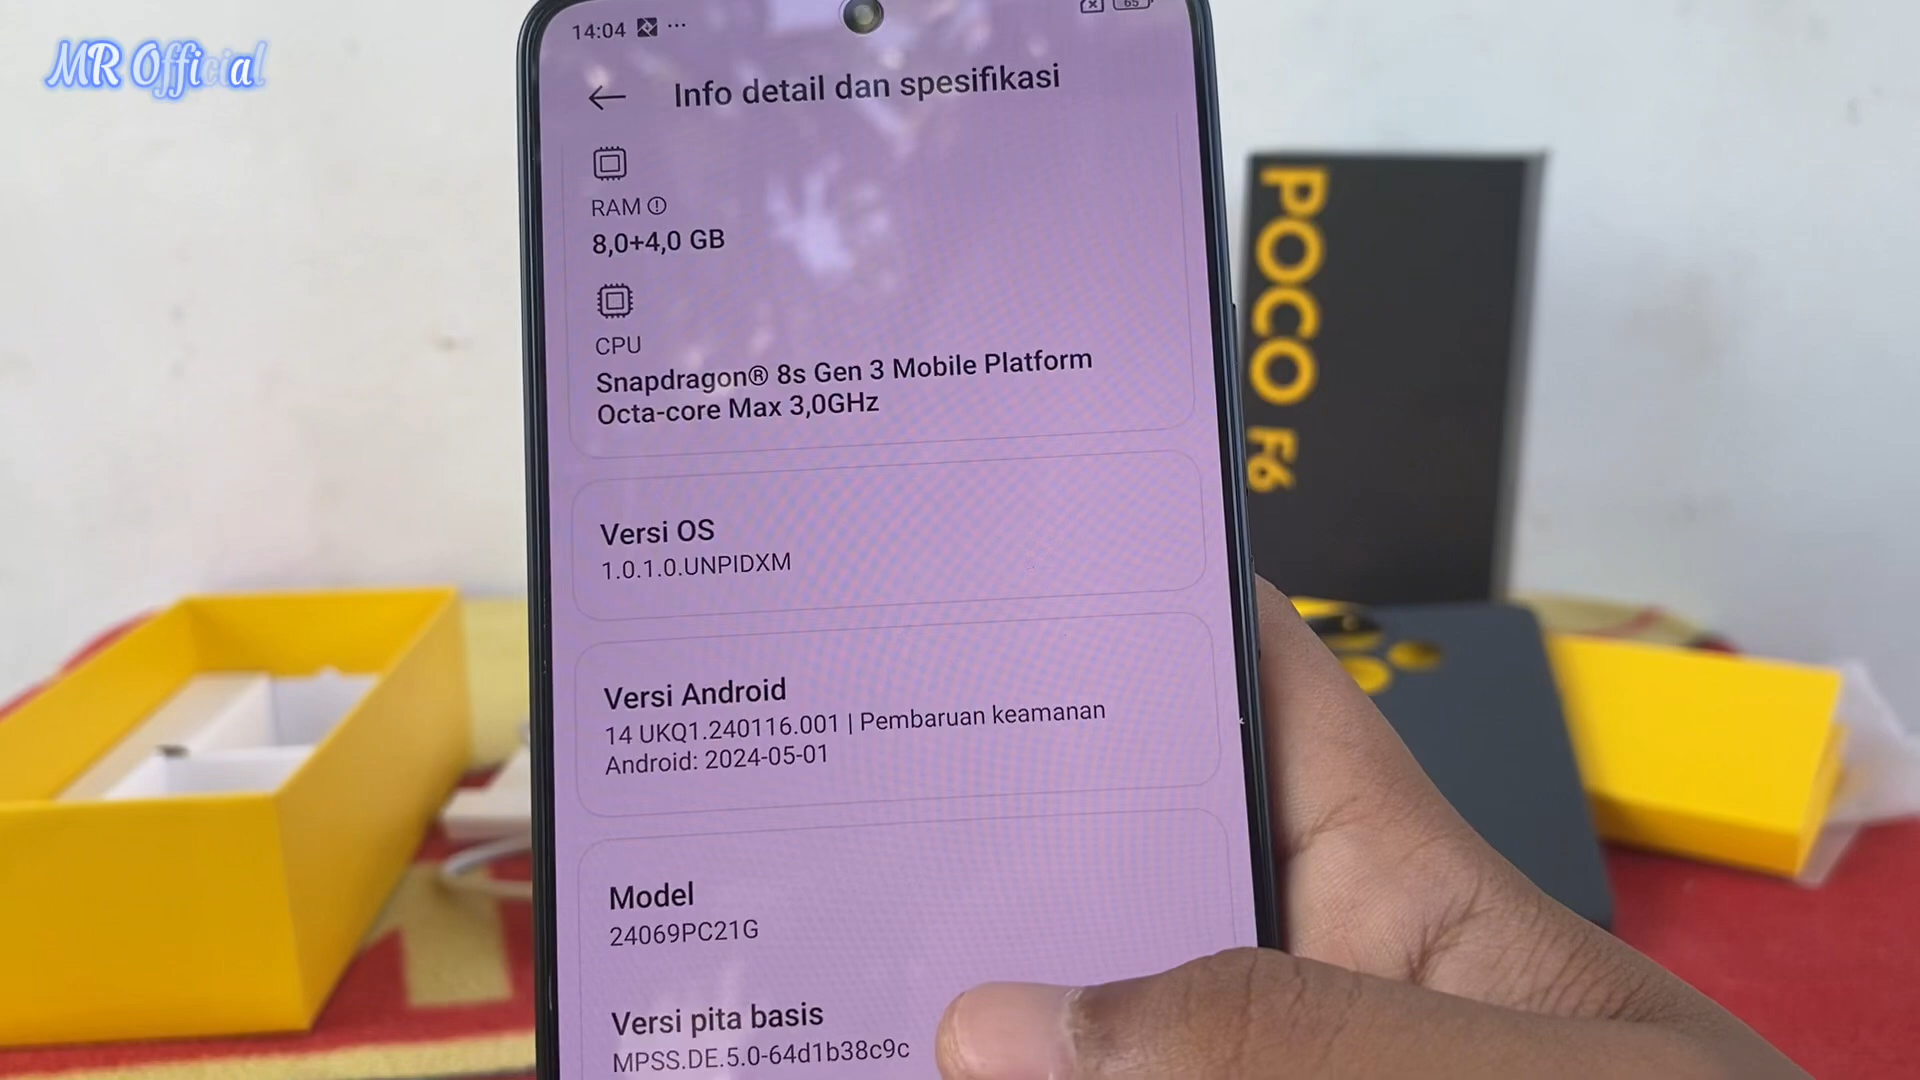 MR Official
14:04 ...
65
Info detail dan spesifikasi
RAM
8,0+4,0 GB
CPU
Snapdragon® 8s Gen 3 Mobile Platform
Octa-core Max 3,0GHz
Versi OS
1.0.1.0.UNPIDXM
Versi Android
14 UKQ1.240116.001 | Pembaruan keamanan
Android: 2024-05-01
Model
24069PC21G
Versi pita basis
MPSS.DE.5.0-64d1b38c9c
POCO F6